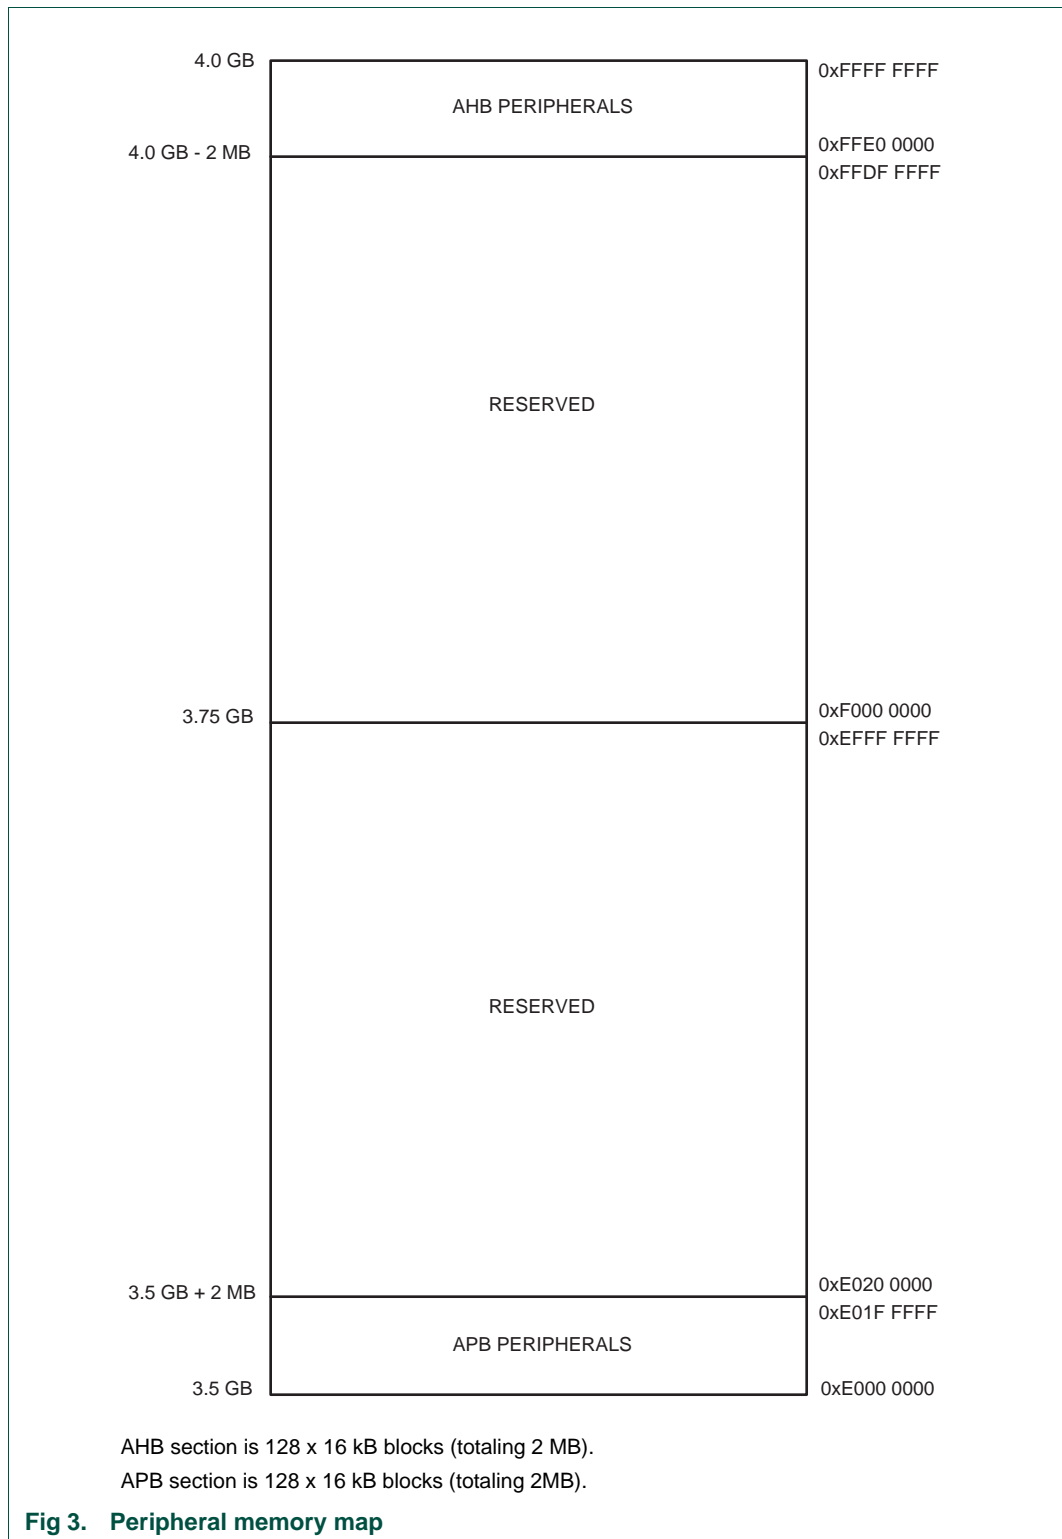 4.0 GB
0xFFFF FFFF
AHB PERIPHERALS
4.0 GB - 2 MB
0xFFE0 0000
0xFFDF FFFF
RESERVED
3.75 GB
0xF000 0000
0xEFFF FFFF
RESERVED
3.5 GB + 2 MB
0xE020 0000
0xE01F FFFF
APB PERIPHERALS
3.5 GB
0xE000 0000
AHB section is 128 x 16 kB blocks (totaling 2 MB).
APB section is 128 x 16 kB blocks (totaling 2MB).
Fig 3. Peripheral memory map